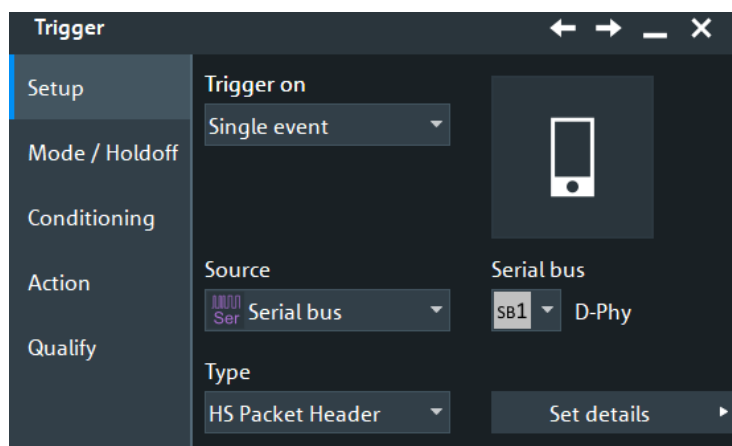 Trigger
Setup
Mode / Holdoff
Conditioning
Action
Qualify
Trigger on
Single event
Source
Ser Serial bus
Serial bus
SB1 D-Phy
Type
HS Packet Header
Set details